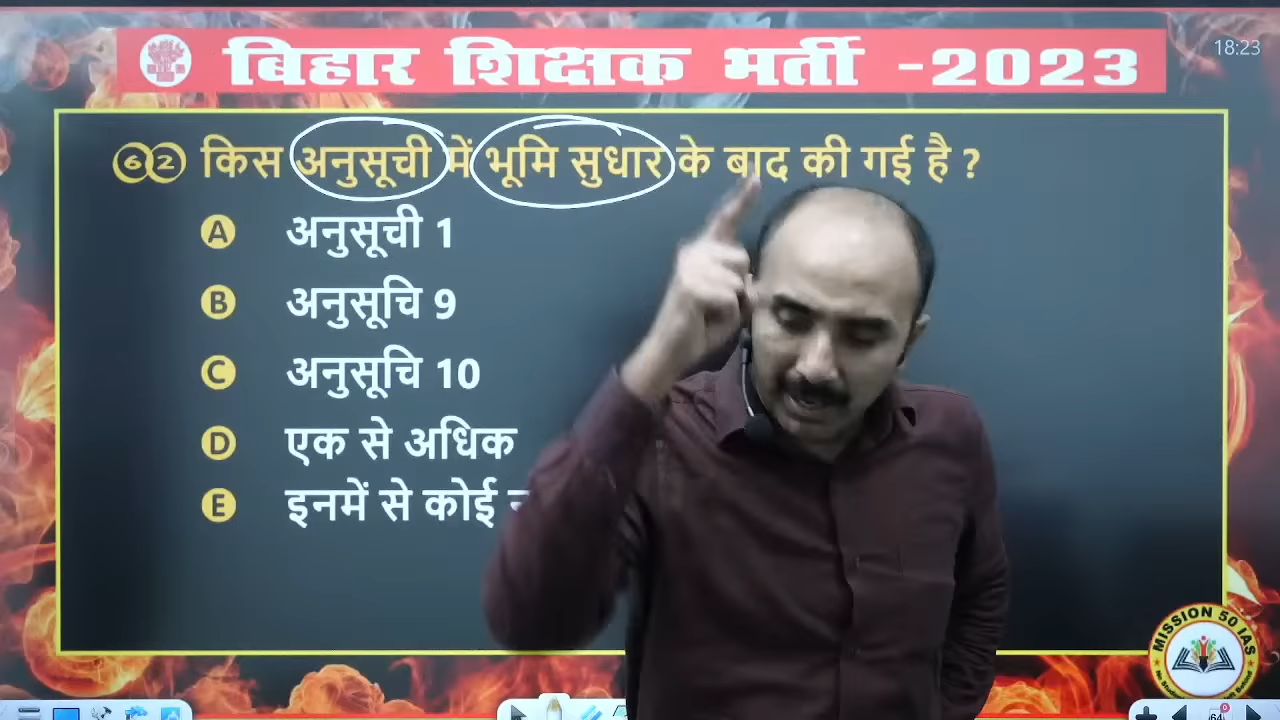 18:23
बिहार शिक्षक भर्ती -2023
62 किस अनुसूची में भूमि सुधार के बाद की गई है ?
A अनुसूची 1
B अनुसूचि 9
C अनुसूचि 10
D एक से अधिक
E इनमें से कोई
MISSION 50 IAS
64